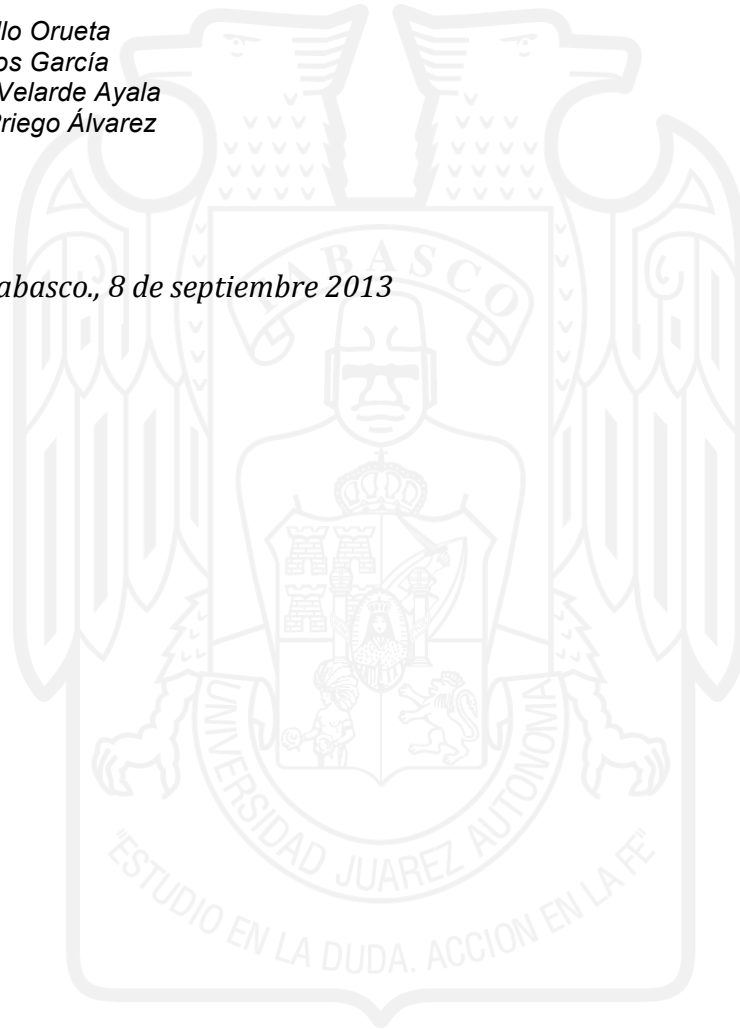 llo Orueta
os García
Velarde Ayala
Priego Álvarez
abasco., 8 de septiembre 2013
TABASCO
UNIVERSIDAD JUAREZ AUTONOMA
"ESTUDIO EN LA DUDA. ACCION EN LA FE"